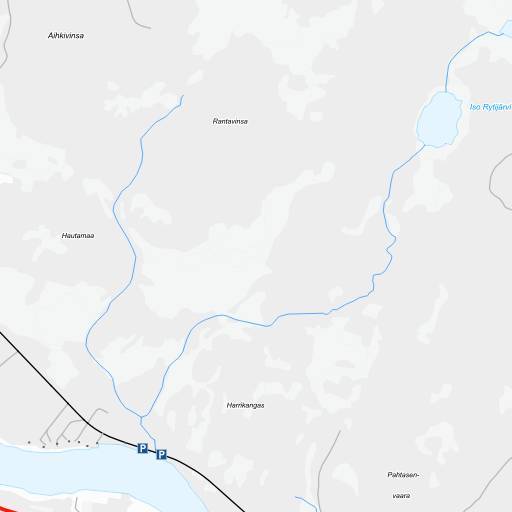 Aihkivinsa
Iso Rytijärvi
Rantavinsa
Hautamaa
Harrikangas
P
P
Pahtasen-
vaara